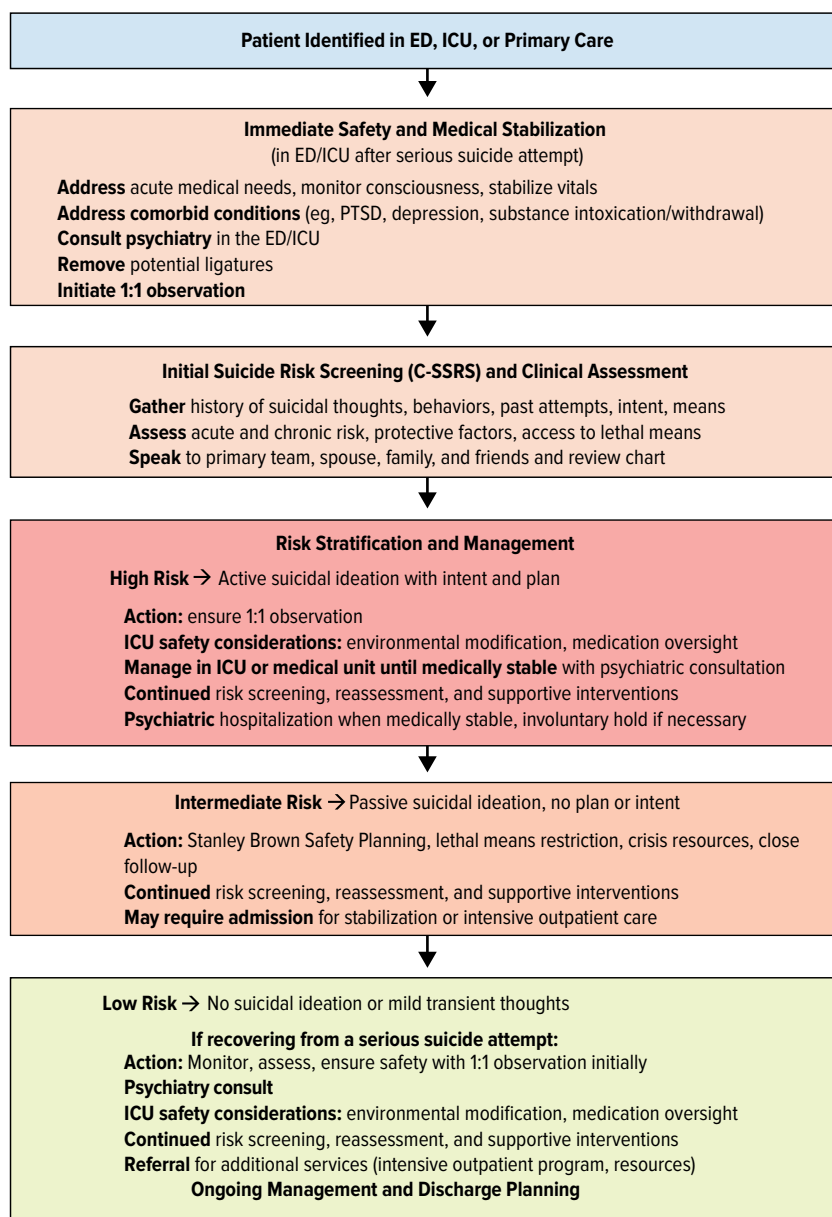 Patient Identified in ED, ICU, or Primary Care
Immediate Safety and Medical Stabilization
(in ED/ICU after serious suicide attempt)
Address acute medical needs, monitor consciousness, stabilize vitals
Address comorbid conditions (eg, PTSD, depression, substance intoxication/withdrawal)
Consult psychiatry in the ED/ICU
Remove potential ligatures
Initiate 1:1 observation
Initial Suicide Risk Screening (C-SSRS) and Clinical Assessment
Gather history of suicidal thoughts, behaviors, past attempts, intent, means
Assess acute and chronic risk, protective factors, access to lethal means
Speak to primary team, spouse, family, and friends and review chart
Risk Stratification and Management
High Risk → Active suicidal ideation with intent and plan
Action: ensure 1:1 observation
ICU safety considerations: environmental modification, medication oversight
Manage in ICU or medical unit until medically stable with psychiatric consultation
Continued risk screening, reassessment, and supportive interventions
Psychiatric hospitalization when medically stable, involuntary hold if necessary
Intermediate Risk → Passive suicidal ideation, no plan or intent
Action: Stanley Brown Safety Planning, lethal means restriction, crisis resources, close
follow-up
Continued risk screening, reassessment, and supportive interventions
May require admission for stabilization or intensive outpatient care
Low Risk → No suicidal ideation or mild transient thoughts
If recovering from a serious suicide attempt:
Action: Monitor, assess, ensure safety with 1:1 observation initially
Psychiatry consult
ICU safety considerations: environmental modification, medication oversight
Continued risk screening, reassessment, and supportive interventions
Referral for additional services (intensive outpatient program, resources)
Ongoing Management and Discharge Planning